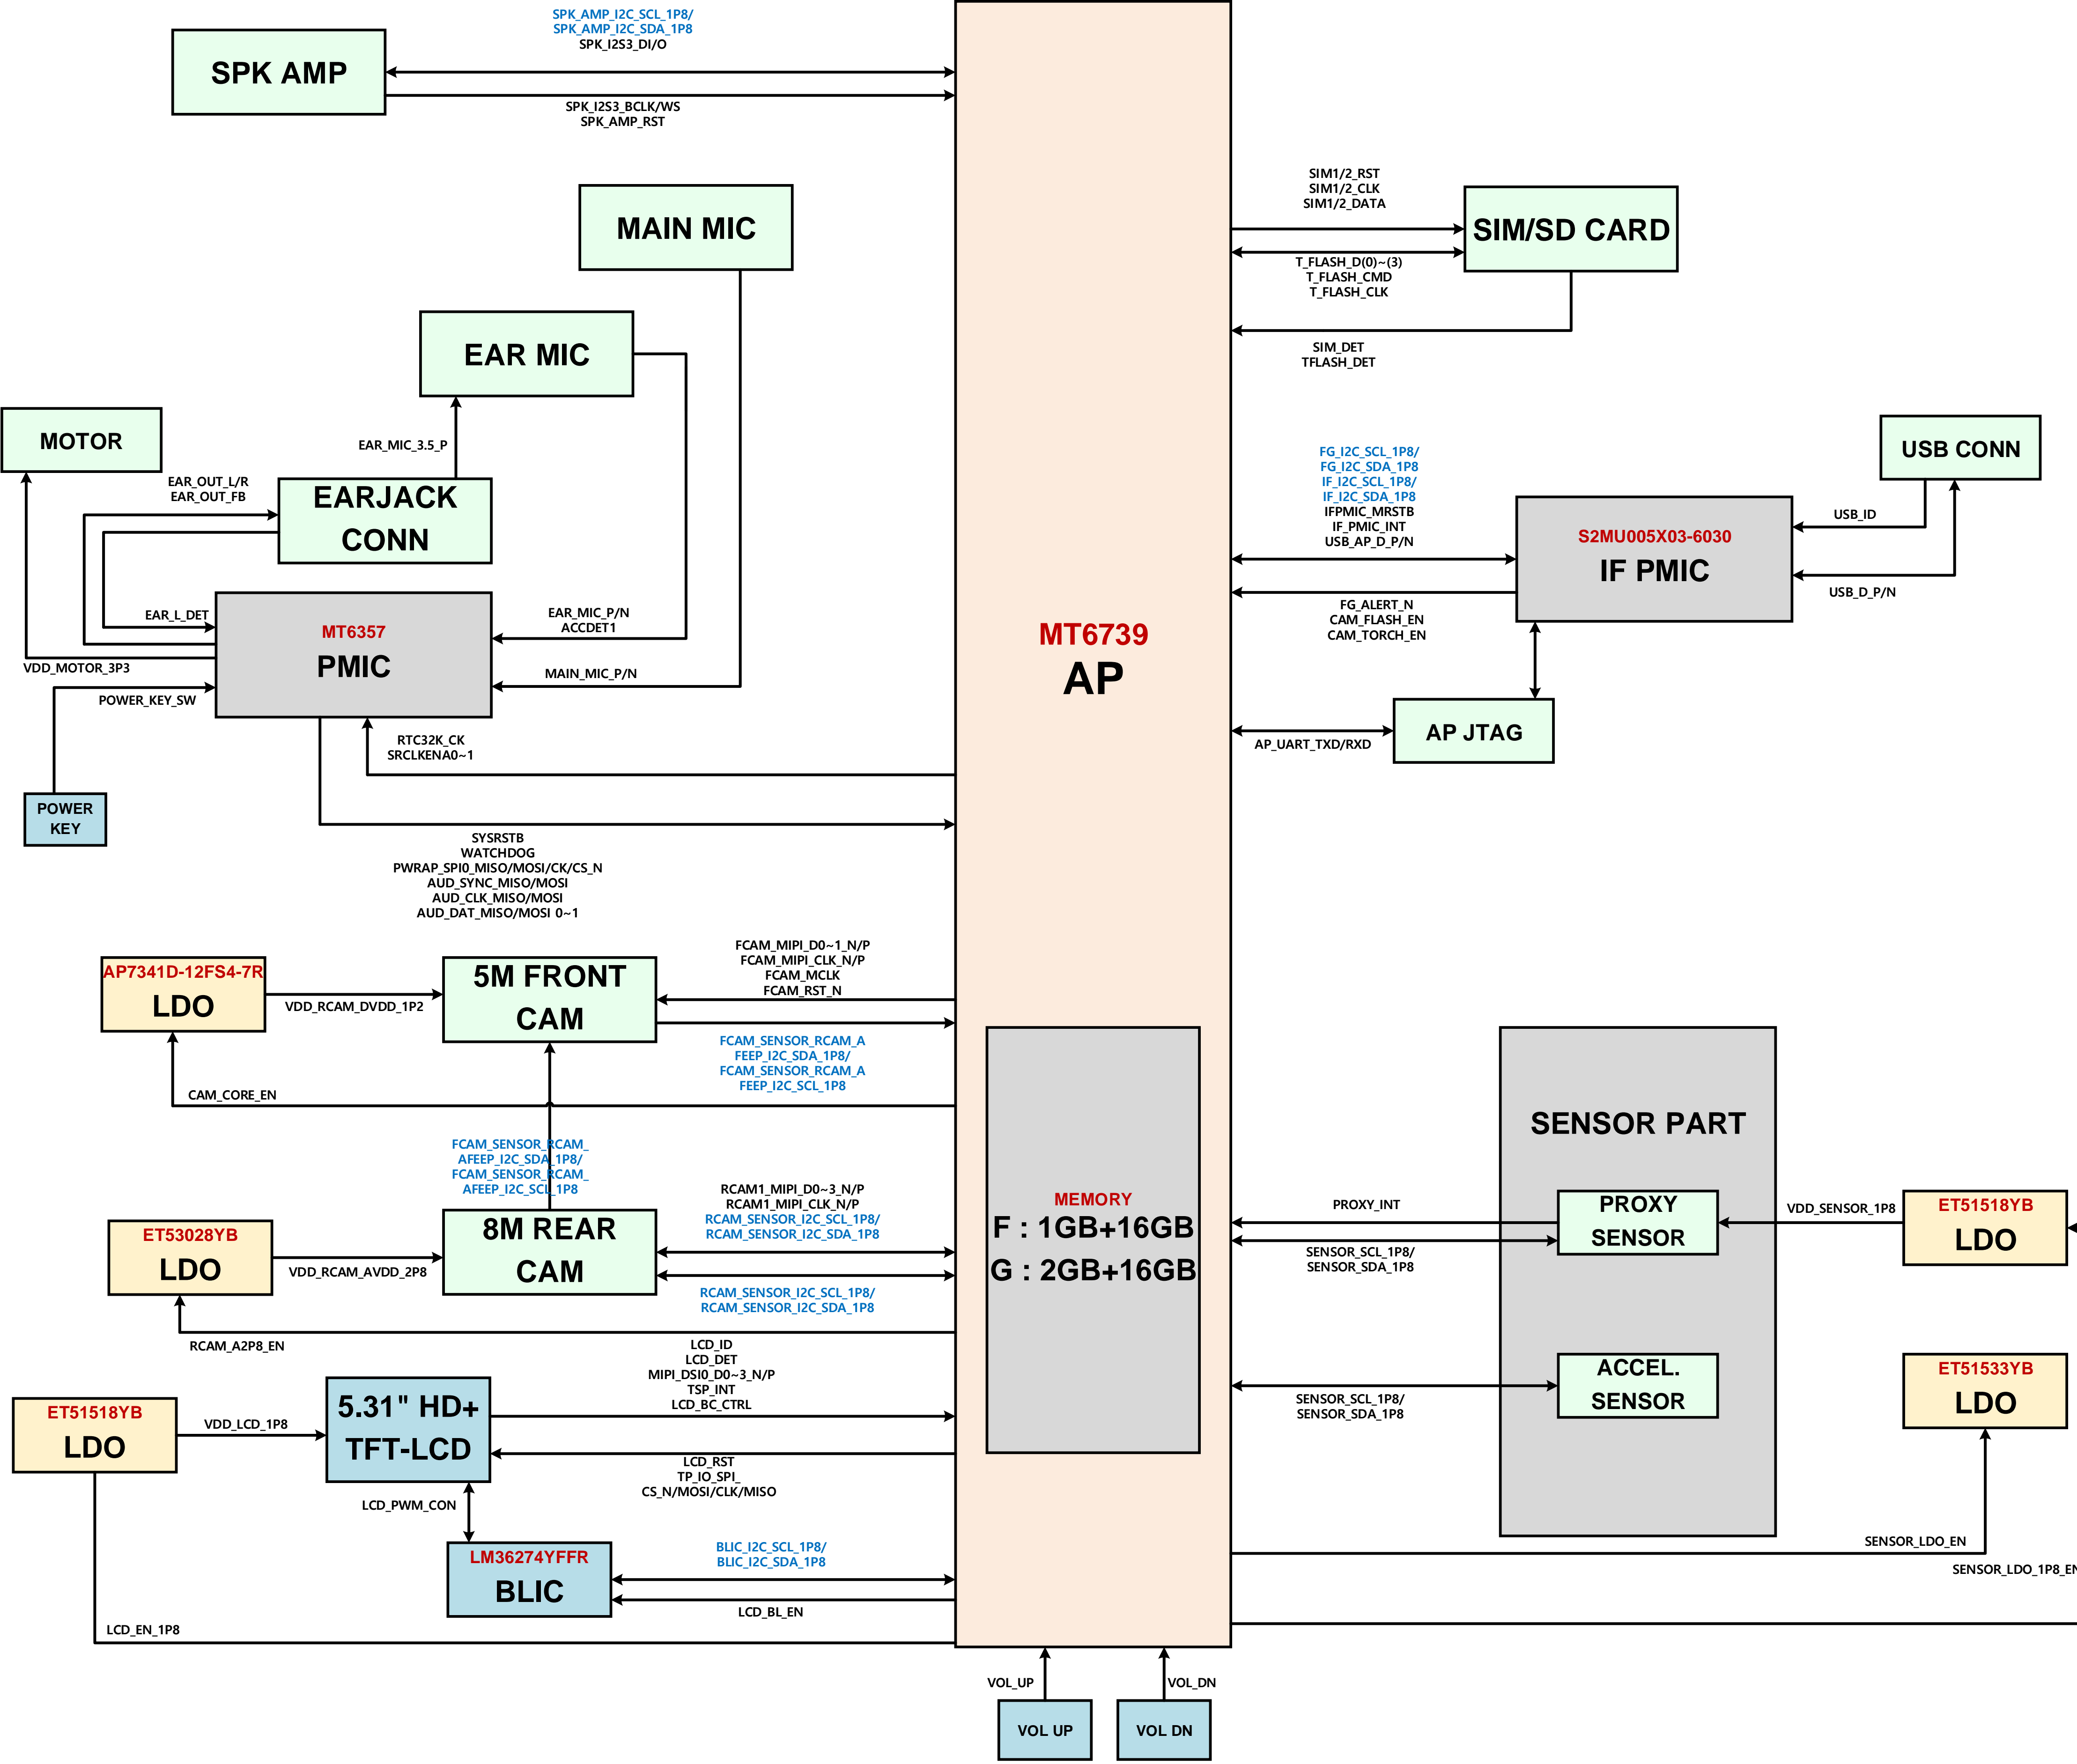 SPK_AMP_I2C_SCL_1P8/
SPK_AMP_I2C_SDA_1P8
SPK_I2S3_DI/O
SPK AMP
SPK_I2S3_BCLK/WS
SPK_AMP_RST
MAIN MIC
EAR MIC
MOTOR
EAR_MIC_3.5_P
EAR_OUT_L/R
EAR_OUT_FB
EARJACK
CONN
EAR_L_DET
MT6357
PMIC
EAR_MIC_P/N
ACCDET1
MAIN_MIC_P/N
VDD_MOTOR_3P3
POWER_KEY_SW
RTC32K_CK
SRCLKENA0~1
POWER
KEY
SYSRSTB
WATCHDOG
PWRAP_SPI0_MISO/MOSI/CK/CS_N
AUD_SYNC_MISO/MOSI
AUD_CLK_MISO/MOSI
AUD_DAT_MISO/MOSI 0~1
AP7341D-12FS4-7R
LDO
VDD_RCAM_DVDD_1P2
5M FRONT
CAM
FCAM_MIPI_D0~1_N/P
FCAM_MIPI_CLK_N/P
FCAM_MCLK
FCAM_RST_N
FCAM_SENSOR_RCAM_A
FEEP_I2C_SDA_1P8/
FCAM_SENSOR_RCAM_A
FEEP_I2C_SCL_1P8
CAM_CORE_EN
FCAM_SENSOR_RCAM_
AFEEP_I2C_SDA_1P8/
FCAM_SENSOR_RCAM_
AFEEP_I2C_SCL_1P8
ET53028YB
LDO
VDD_RCAM_AVDD_2P8
8M REAR
CAM
RCAM1_MIPI_D0~3_N/P
RCAM1_MIPI_CLK_N/P
RCAM_SENSOR_I2C_SCL_1P8/
RCAM_SENSOR_I2C_SDA_1P8
RCAM_SENSOR_I2C_SCL_1P8/
RCAM_SENSOR_I2C_SDA_1P8
RCAM_A2P8_EN
LCD_ID
LCD_DET
MIPI_DSI0_D0~3_N/P
TSP_INT
LCD_BC_CTRL
ET51518YB
LDO
VDD_LCD_1P8
5.31" HD+
TFT-LCD
LCD_RST
TP_IO_SPI_
CS_N/MOSI/CLK/MISO
LCD_PWM_CON
LM36274YFFR
BLIC
BLIC_I2C_SCL_1P8/
BLIC_I2C_SDA_1P8
LCD_BL_EN
LCD_EN_1P8
MT6739
AP
MEMORY
F : 1GB+16GB
G : 2GB+16GB
VOL_UP
VOL_DN
VOL UP
VOL DN
SIM1/2_RST
SIM1/2_CLK
SIM1/2_DATA
SIM/SD CARD
T_FLASH_D(0)~(3)
T_FLASH_CMD
T_FLASH_CLK
SIM_DET
TFLASH_DET
FG_I2C_SCL_1P8/
FG_I2C_SDA_1P8
IF_I2C_SCL_1P8/
IF_I2C_SDA_1P8
IFPMIC_MRSTB
IF_PMIC_INT
USB_AP_D_P/N
USB CONN
USB_ID
S2MU005X03-6030
IF PMIC
USB_D_P/N
FG_ALERT_N
CAM_FLASH_EN
CAM_TORCH_EN
AP JTAG
AP_UART_TXD/RXD
SENSOR PART
PROXY_INT
PROXY
SENSOR
SENSOR_SCL_1P8/
SENSOR_SDA_1P8
VDD_SENSOR_1P8
ET51518YB
LDO
ACCEL.
SENSOR
SENSOR_SCL_1P8/
SENSOR_SDA_1P8
ET51533YB
LDO
SENSOR_LDO_EN
SENSOR_LDO_1P8_EN